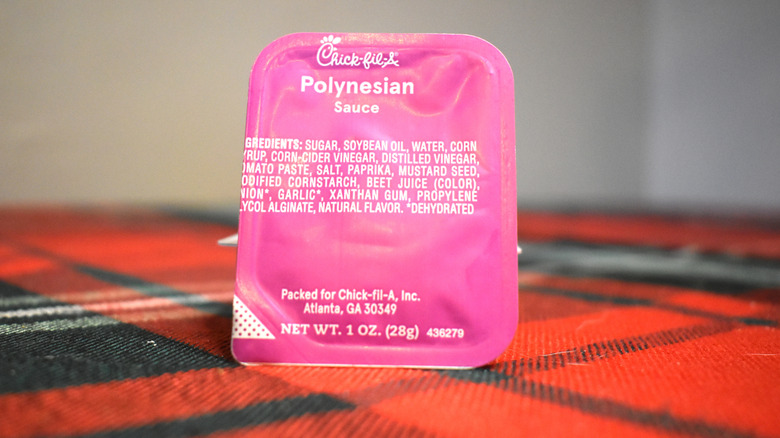 Chick-fil-A®
Polynesian
Sauce
GREDIENTS: SUGAR, SOYBEAN OIL, WATER, CORN
YRUP, CORN-CIDER VINEGAR, DISTILLED VINEGAR,
OMATO PASTE, SALT, PAPRIKA, MUSTARD SEED,
ODIFIED CORNSTARCH, BEET JUICE (COLOR),
NION*, GARLIC*, XANTHAN GUM, PROPYLENE
LYCOL ALGINATE, NATURAL FLAVOR. *DEHYDRATED
Packed for Chick-fil-A, Inc.
Atlanta, GA 30349
NET WT. 1 OZ. (28g) 436279